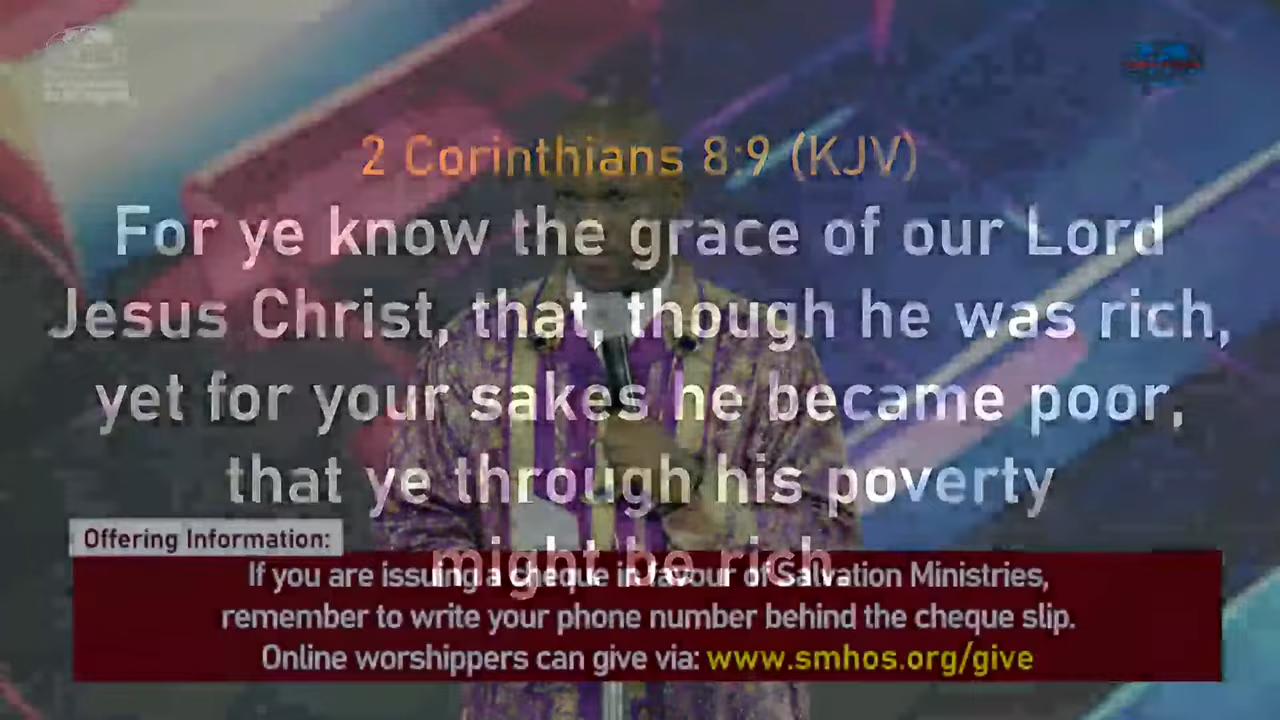 2 Corinthians 8:9 (KJV)
For ye know the grace of our Lord
Jesus Christ, that, though he was rich,
yet for your sakes he became poor,
that ye through his poverty
might be rich.
Offering Information:
If you are issuing a cheque in favour of Salvation Ministries,
remember to write your phone number behind the cheque slip.
Online worshippers can give via: www.smhos.org/give